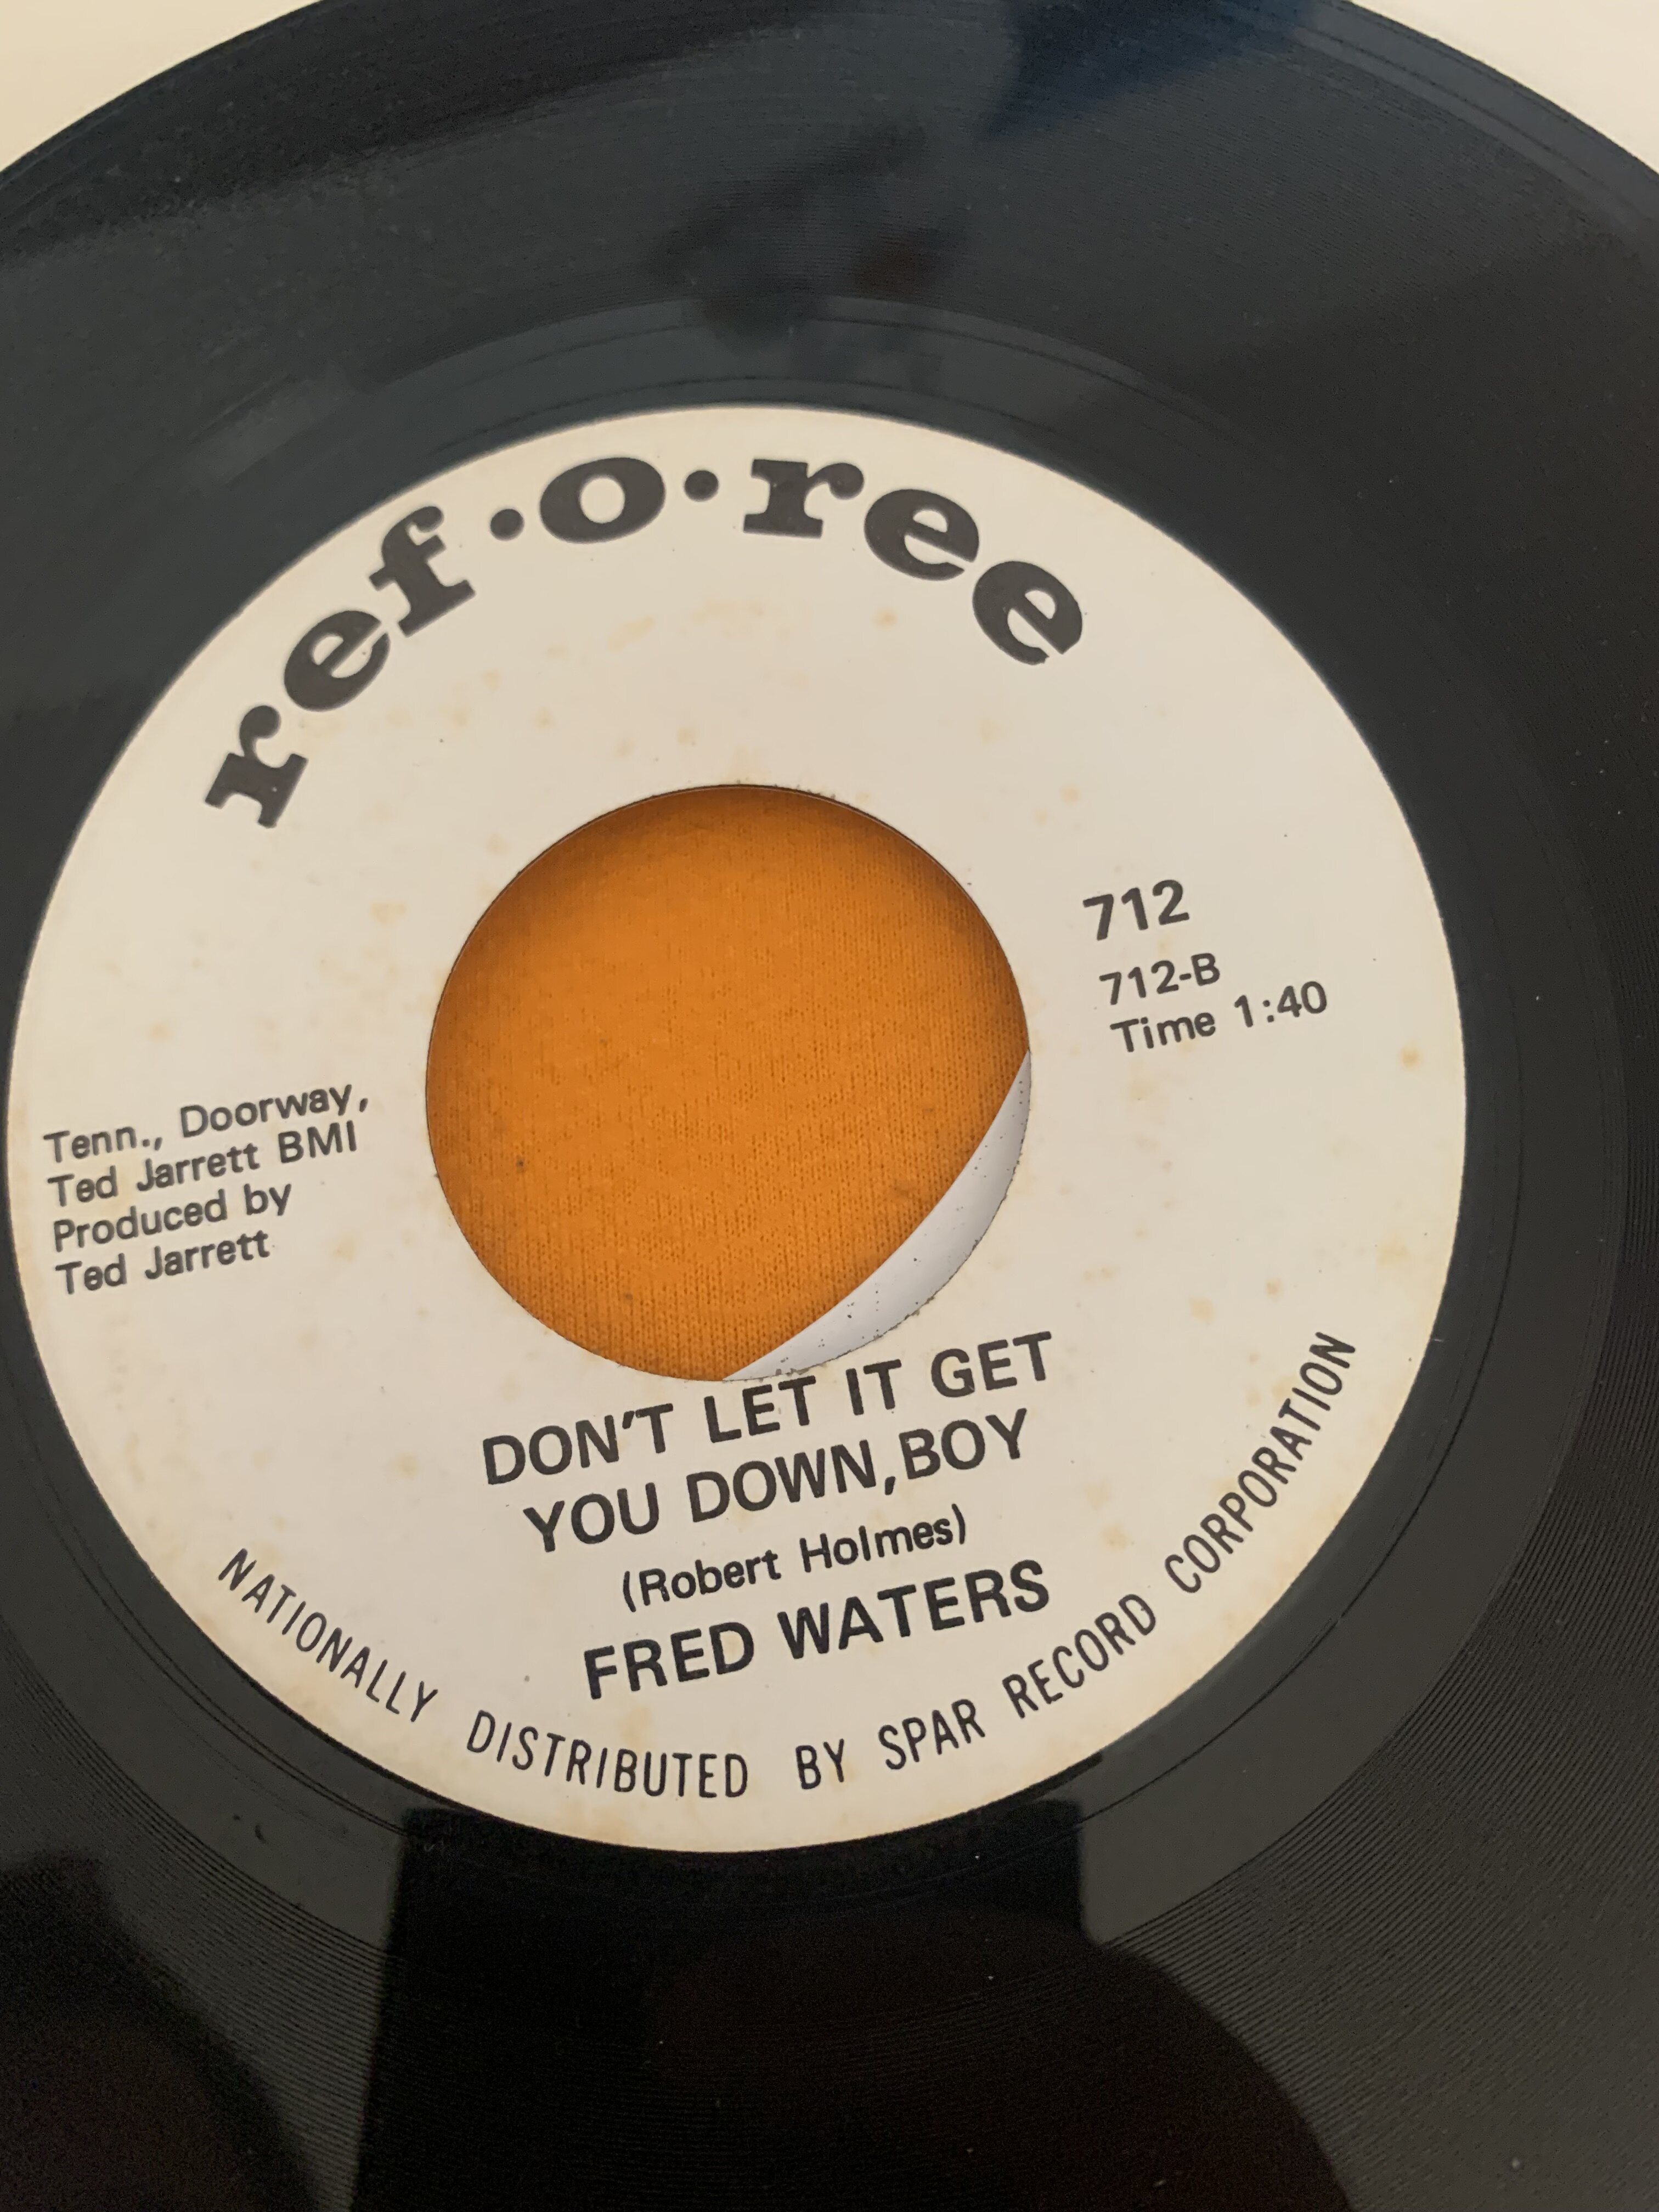 ref·o·ree
712
712-B
Time 1:40
Tenn., Doorway,
Ted Jarrett BMI
Produced by
Ted Jarrett
DON'T LET IT GET
YOU DOWN, BOY
(Robert Holmes)
FRED WATERS
NATIONALLY DISTRIBUTED BY SPAR RECORD CORPORATION